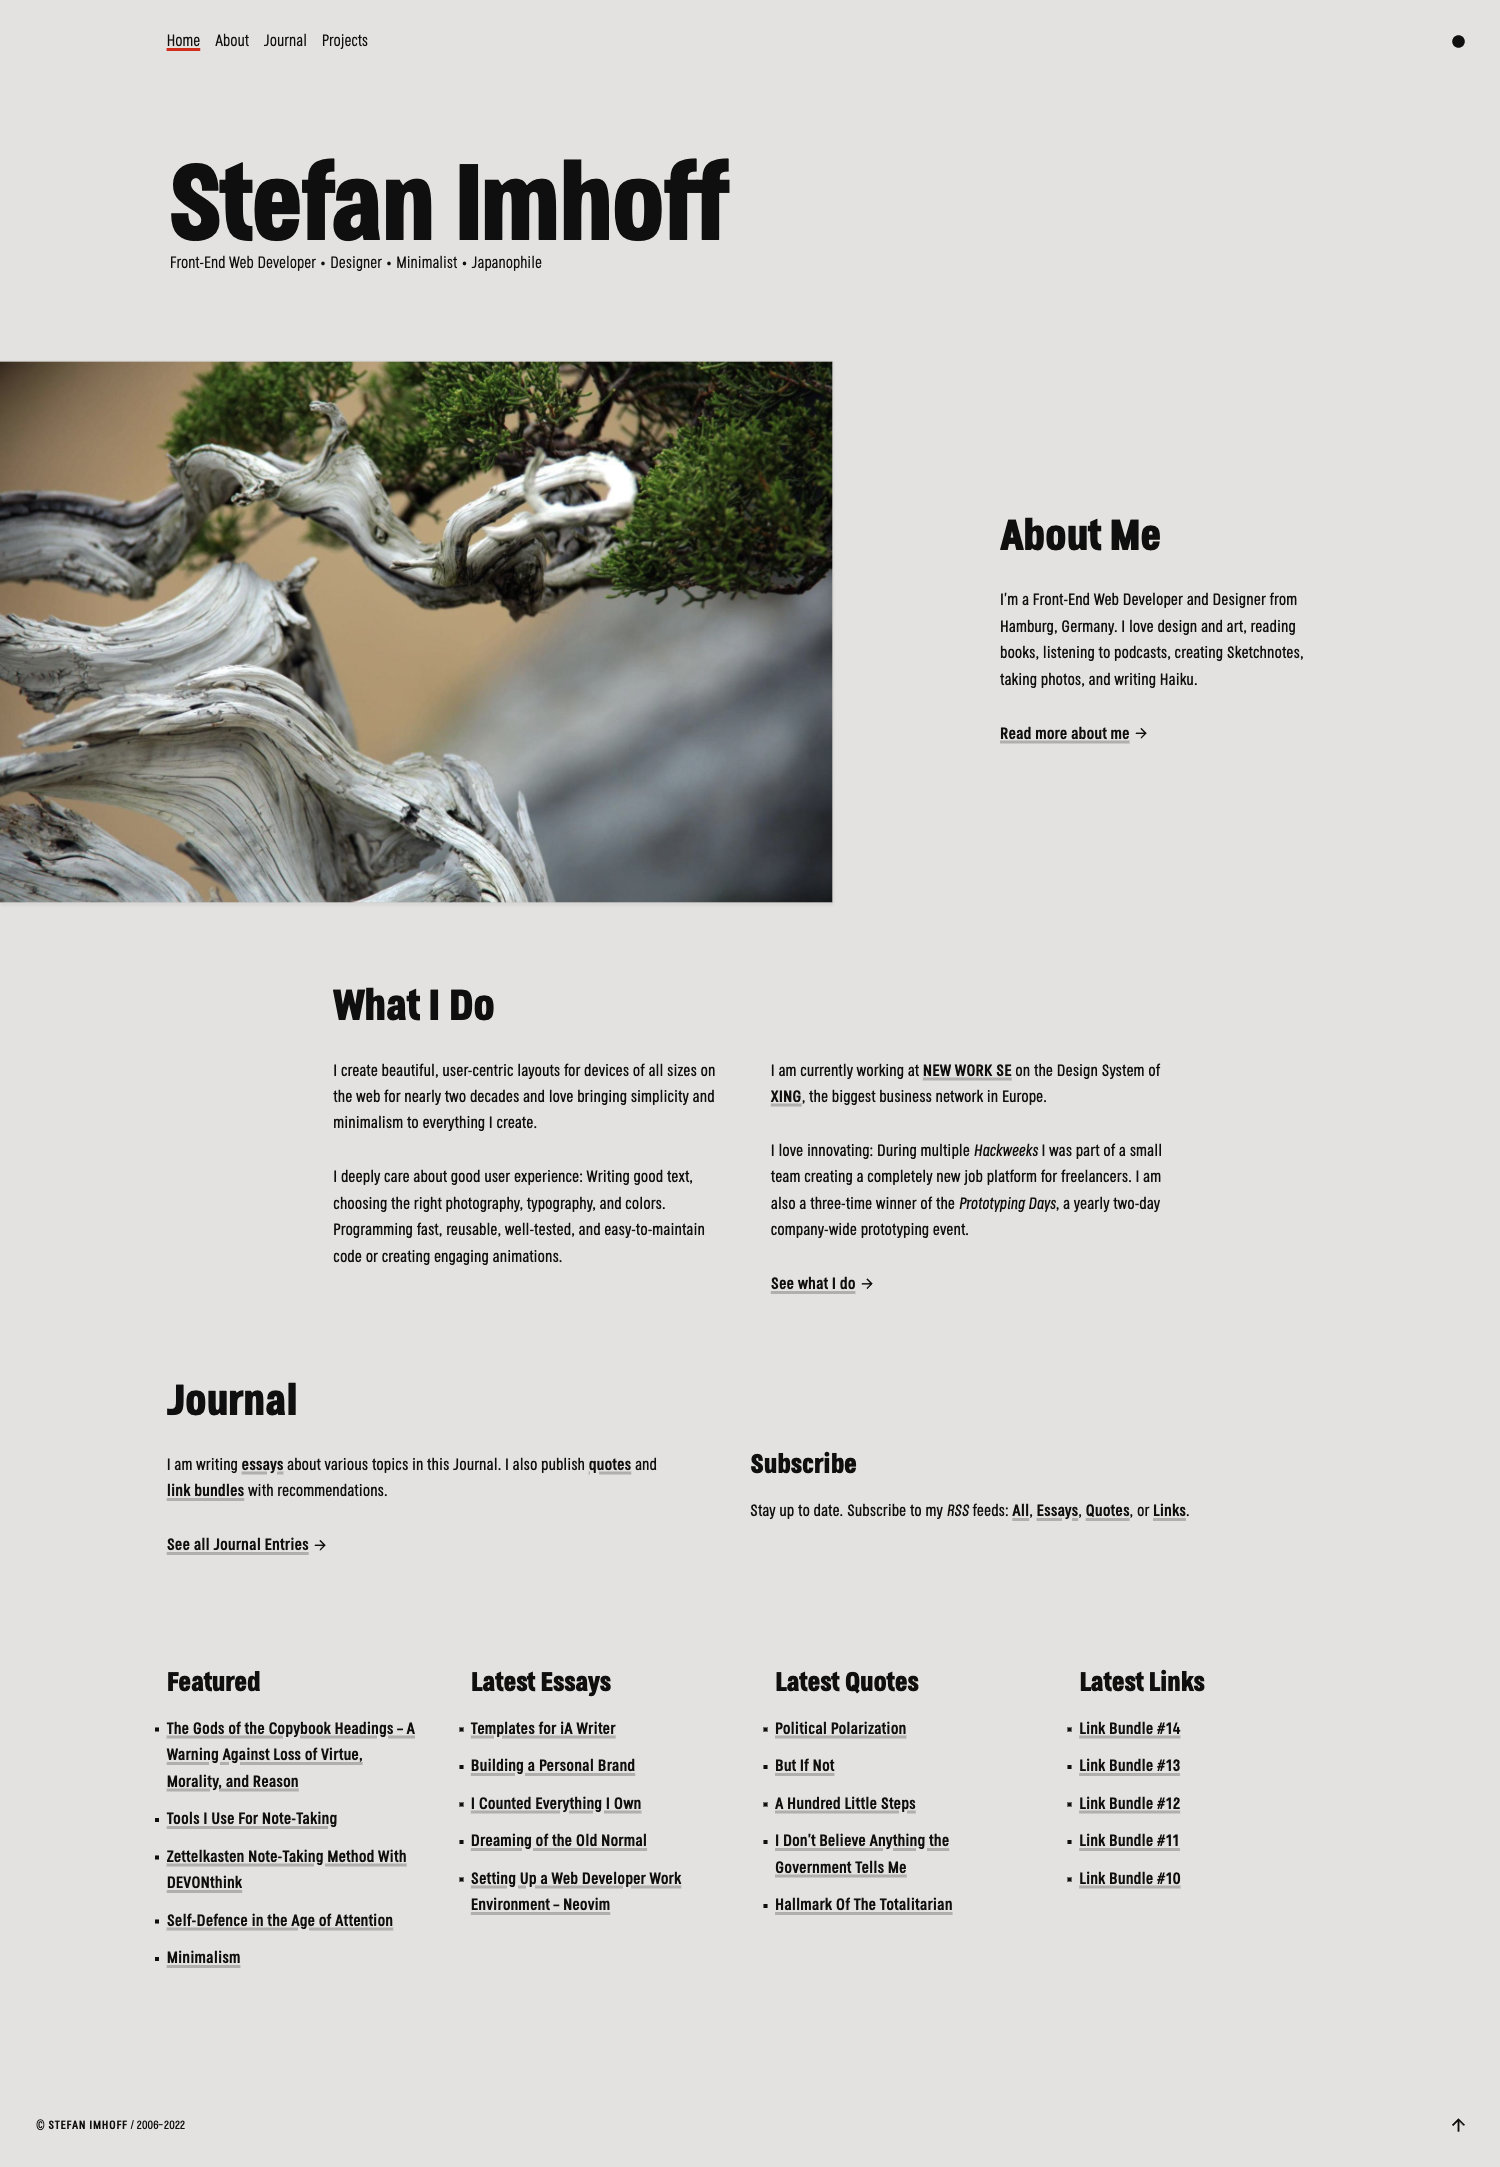 Home About Journal Projects
Stefan Imhoff
Front-End Web Developer • Designer • Minimalist • Japanophile
About Me
I'm a Front-End Web Developer and Designer from
Hamburg, Germany. I love design and art, reading
books, listening to podcasts, creating Sketchnotes,
taking photos, and writing Haiku.
Read more about me →
What I Do
I create beautiful, user-centric layouts for devices of all sizes on
the web for nearly two decades and love bringing simplicity and
minimalism to everything I create.
I deeply care about good user experience: Writing good text,
choosing the right photography, typography, and colors.
Programming fast, reusable, well-tested, and easy-to-maintain
code or creating engaging animations.
I am currently working at NEW WORK SE on the Design System of
XING, the biggest business network in Europe.
I love innovating: During multiple Hackweeks I was part of a small
team creating a completely new job platform for freelancers. I am
also a three-time winner of the Prototyping Days, a yearly two-day
company-wide prototyping event.
See what I do →
Journal
I am writing essays about various topics in this Journal. I also publish quotes and
link bundles with recommendations.
See all Journal Entries →
Subscribe
Stay up to date. Subscribe to my RSS feeds: All, Essays, Quotes, or Links.
Featured
▪ The Gods of the Copybook Headings – A
Warning Against Loss of Virtue,
Morality, and Reason
▪ Tools I Use For Note-Taking
▪ Zettelkasten Note-Taking Method With
DEVONthink
▪ Self-Defence in the Age of Attention
▪ Minimalism
Latest Essays
▪ Templates for iA Writer
▪ Building a Personal Brand
▪ I Counted Everything I Own
▪ Dreaming of the Old Normal
▪ Setting Up a Web Developer Work
Environment – Neovim
Latest Quotes
▪ Political Polarization
▪ But If Not
▪ A Hundred Little Steps
▪ I Don't Believe Anything the
Government Tells Me
▪ Hallmark Of The Totalitarian
Latest Links
▪ Link Bundle #14
▪ Link Bundle #13
▪ Link Bundle #12
▪ Link Bundle #11
▪ Link Bundle #10
© STEFAN IMHOFF / 2006–2022